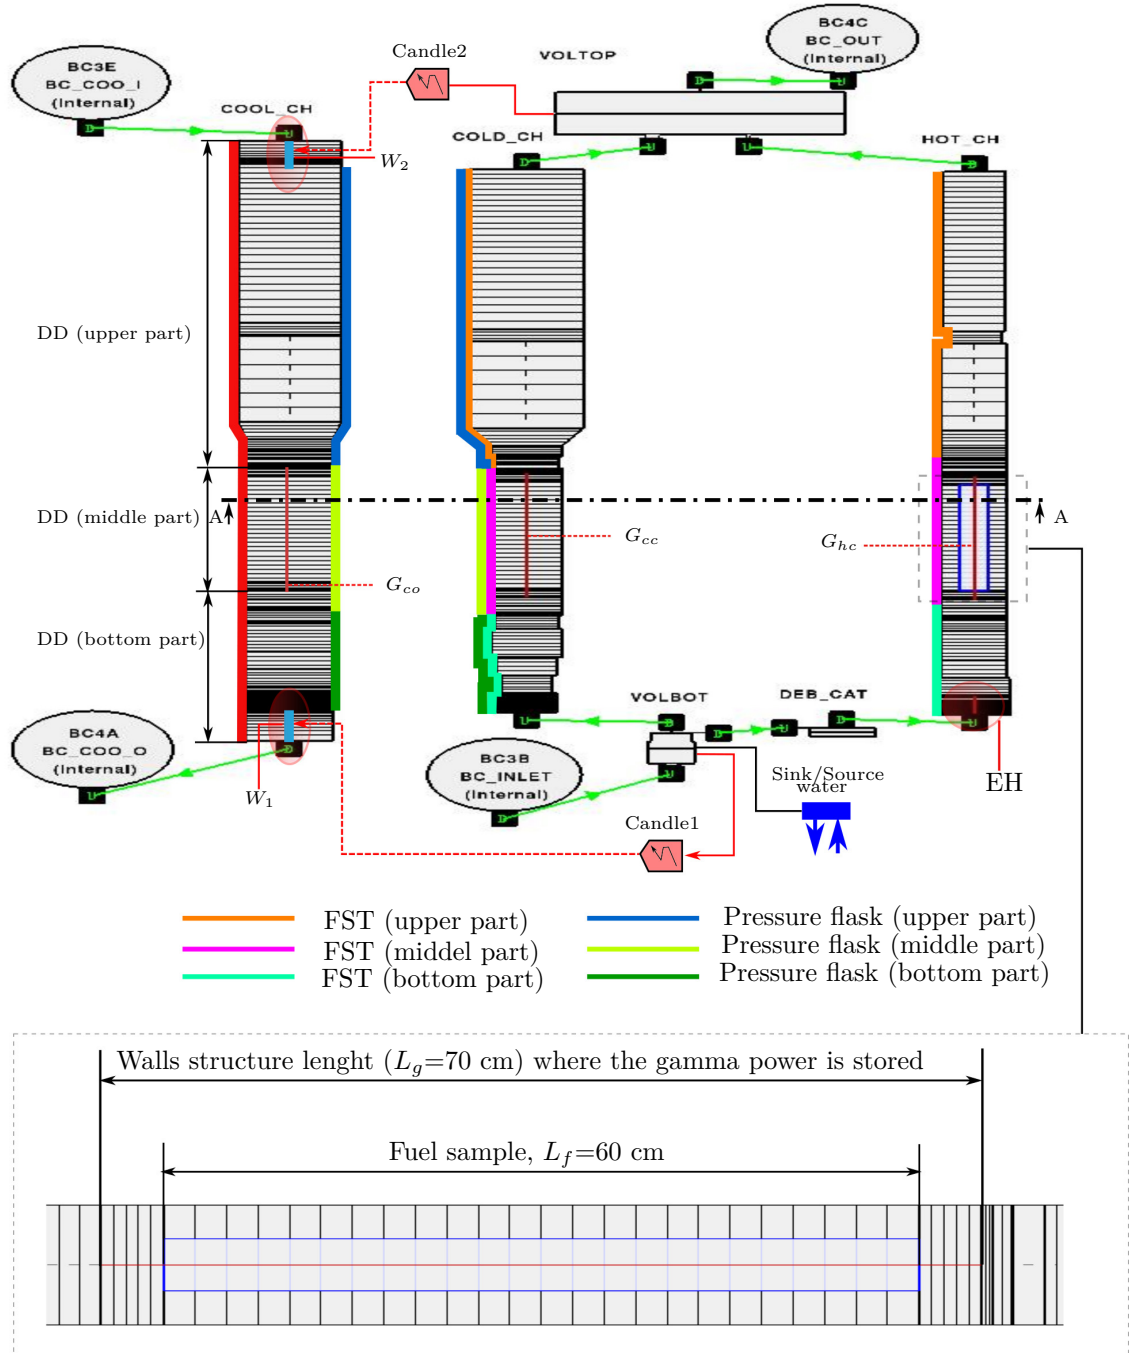 BC4C
BC_OUT
(Internal)
Candle2
VOLTOP
BC3E
BC_COO_I
(Internal)
COOL_CH
COLD_CH
HOT_CH
D
D
U
U
D
U
U
D
D
W2
DD (upper part)
DD (middle part)
A
A
Gcc
Ghc
Gco
DD (bottom part)
VOLBOT
DEB_CAT
BC4A
BC_COO_O
(Internal)
U
D
D
U
D
U
D
BC3B
BC_INLET
(Internal)
U
Sink/Source
water
EH
U
W1
D
Candle1
FST (upper part)
Pressure flask (upper part)
FST (middel part)
Pressure flask (middle part)
FST (bottom part)
Pressure flask (bottom part)
Walls structure lenght (Lg=70 cm) where the gamma power is stored
Fuel sample, Lf=60 cm